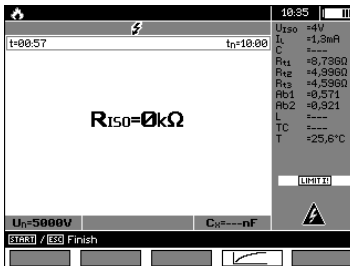 10:35
t=00:57 tn=10:00
UISO =4V
IL =1,3mA
C =---
Rt1 =8,73GΩ
Rt2 =4,99GΩ
Rt3 =4,59GΩ
Ab1 =0,571
Ab2 =0,921
L =---
TC =---
T =25,6°C
RISO=0kΩ
LIMIT I!
Un=5000V CX=---nF
START / ESC Finish